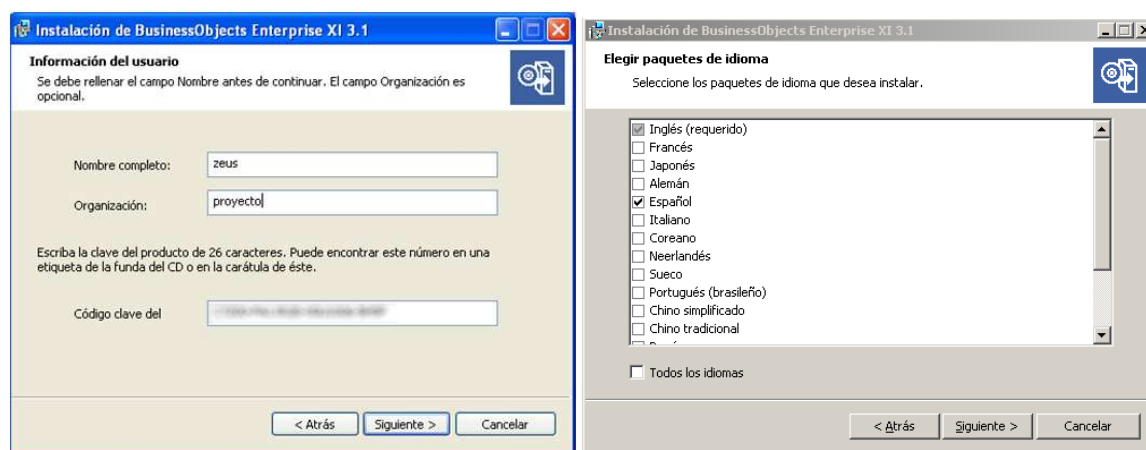 Instalación de BusinessObjects Enterprise XI 3.1
Información del usuario
Se debe rellenar el campo Nombre antes de continuar. El campo Organización es
opcional.
Nombre completo:
zeus
Organización:
proyecto
Escriba la clave del producto de 26 caracteres. Puede encontrar este número en una
etiqueta de la funda del CD o en la carátula de éste.
Código clave del
< Atrás
Siguiente >
Cancelar
Instalación de BusinessObjects Enterprise XI 3.1
Elegir paquetes de idioma
Seleccione los paquetes de idioma que desea instalar.
Inglés (requerido)
Francés
Japonés
Alemán
Español
Italiano
Coreano
Neerlandés
Sueco
Portugués (brasileño)
Chino simplificado
Chino tradicional
Todos los idiomas
< Atrás
Siguiente >
Cancelar